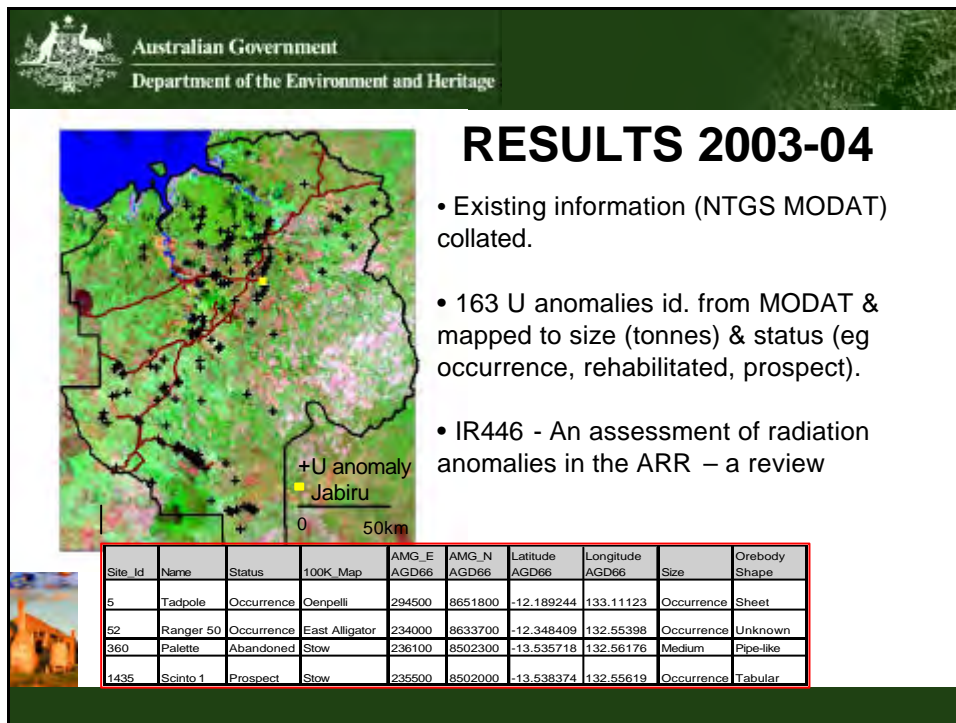 Australian Government
Department of the Environment and Heritage
RESULTS 2003-04
• Existing information (NTGS MODAT)
collated.
• 163 U anomalies id. from MODAT &
mapped to size (tonnes) & status (eg
occurrence, rehabilitated, prospect).
• IR446 - An assessment of radiation
anomalies in the ARR – a review
+U anomaly
Jabiru
0 50km
Site_Id Name Status 100K_Map AMG_E AGD66 AMG_N AGD66 Latitude AGD66 Longitude AGD66 Size Orebody Shape
5 Tadpole Occurrence Oenpelli 294500 8651800 -12.189244 133.11123 Occurrence Sheet
52 Ranger 50 Occurrence East Alligator 234000 8633700 -12.348409 132.55398 Occurrence Unknown
360 Palette Abandoned Stow 236100 8502300 -13.535718 132.56176 Medium Pipe-like
1435 Scinto 1 Prospect Stow 235500 8502000 -13.538374 132.55619 Occurrence Tabular